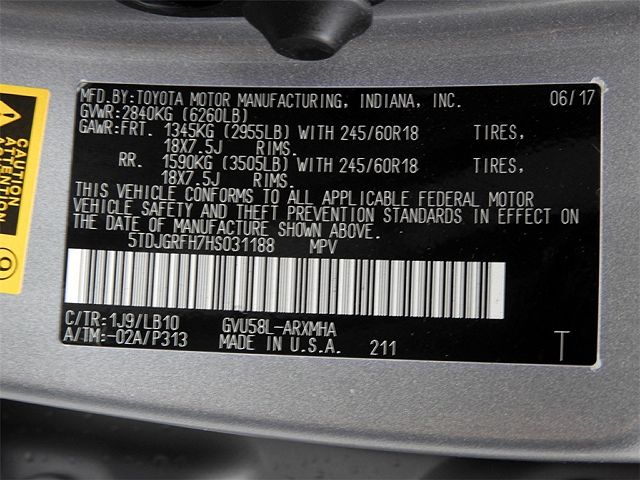 MFD.BY:TOYOTA MOTOR MANUFACTURING, INDIANA, INC. 06/17
GVWR:2840KG (6260LB)
GAWR:FRT. 1345KG (2955LB) WITH 245/60R18 TIRES,
18X7.5J RIMS.
RR. 1590KG (3505LB) WITH 245/60R18 TIRES,
18X7.5J RIMS.
THIS VEHICLE CONFORMS TO ALL APPLICABLE FEDERAL MOTOR
VEHICLE SAFETY AND THEFT PREVENTION STANDARDS IN EFFECT ON
THE DATE OF MANUFACTURE SHOWN ABOVE.
5TDJGRFH7HS031188 MPV
C/TR:1J9/LB10 GVU58L-ARXMHA
A/TM:-02A/P313 MADE IN U.S.A. 211 T
CAUTION
ATTENTION